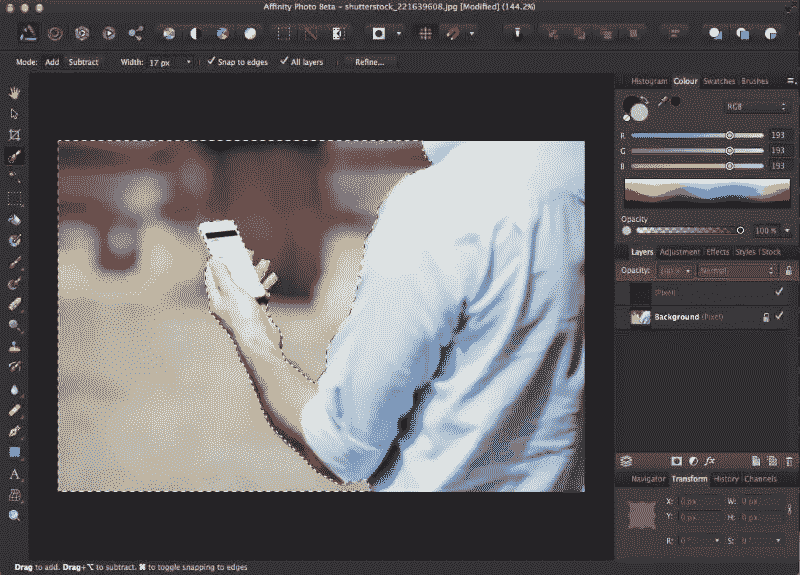 Affinity Photo Beta - shutterstock_221639608.jpg [Modified] (144.2%)
Mode: Add Subtract Width: 17 px Snap to edges All layers Refine...
Histogram Colour Swatches Brushes
RGB
R 193
G 193
B 193
Opacity
100 %
Layers Adjustment Effects Styles Stock
Opacity: Normal
(Pixel)
Background (Pixel)
Navigator Transform History Channels
X: 0 px W: 0 px
Y: 0 px H: 0 px
R: 0 ° S: 0 °
Drag to add. Drag+⌥ to subtract. ⌘ to toggle snapping to edges